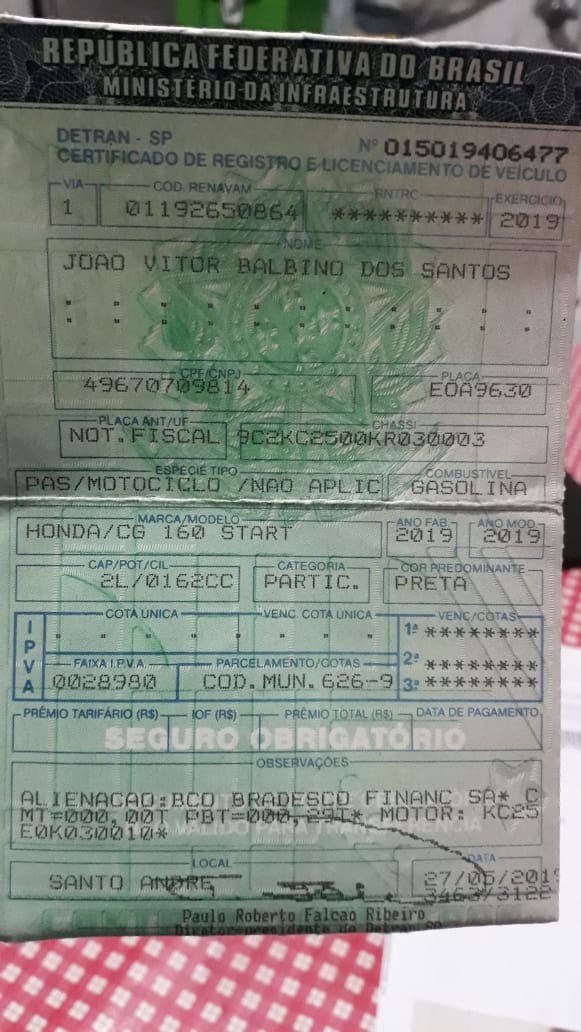 REPÚBLICA FEDERATIVA DO BRASIL
MINISTÉRIO DA INFRAESTRUTURA
DETRAN - SP Nº 015019406477
CERTIFICADO DE REGISTRO E LICENCIAMENTO DE VEÍCULO
VIA CÓD. RENAVAM RNTRC EXERCÍCIO
1 01192650864 ********** 2019
NOME
JOAO VITOR BALBINO DOS SANTOS
CPF/CNPJ PLACA
49670709814 EOA9630
PLACA ANT/UF CHASSI
NOT.FISCAL 9C2KC2500KR030003
ESPÉCIE TIPO COMBUSTÍVEL
PAS/MOTOCICLO /NAO APLIC GASOLINA
MARCA/MODELO ANO FAB. ANO MOD.
HONDA/CG 160 START 2019 2019
CAP/POT/CIL CATEGORIA COR PREDOMINANTE
2L/0162CC PARTIC. PRETA
IPVA
COTA ÚNICA VENC. COTA ÚNICA VENC/COTAS
1ª ********
FAIXA I.P.V.A. PARCELAMENTO/COTAS 2ª ********
0028980 COD.MUN.626-9 3ª ********
PRÊMIO TARIFÁRIO (R$) IOF (R$) PRÊMIO TOTAL (R$) DATA DE PAGAMENTO
SEGURO OBRIGATÓRIO
OBSERVAÇÕES
ALIENACAO:BCO BRADESCO FINANC SA* C
MT=000,00T PBT=000,29T* MOTOR: KC25
E0K030010*
VÁLIDO PARA TRANSFERÊNCIA
LOCAL DATA
SANTO ANDRE 27/05/2019
3463/3122
Paulo Roberto Falcao Ribeiro
Diretor-presidente do Detran